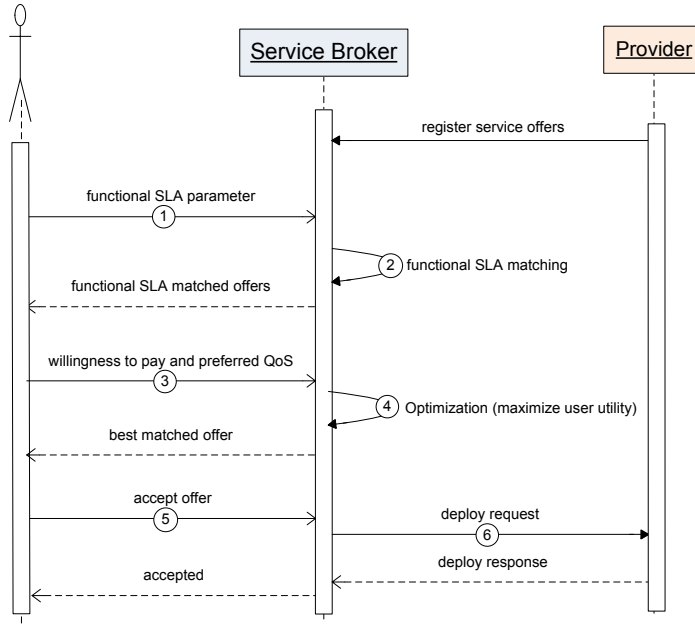 Service Broker
Provider
register service offers
functional SLA parameter
1
2
functional SLA matching
functional SLA matched offers
willingness to pay and preferred QoS
3
4
Optimization (maximize user utility)
best matched offer
accept offer
5
deploy request
6
deploy response
accepted